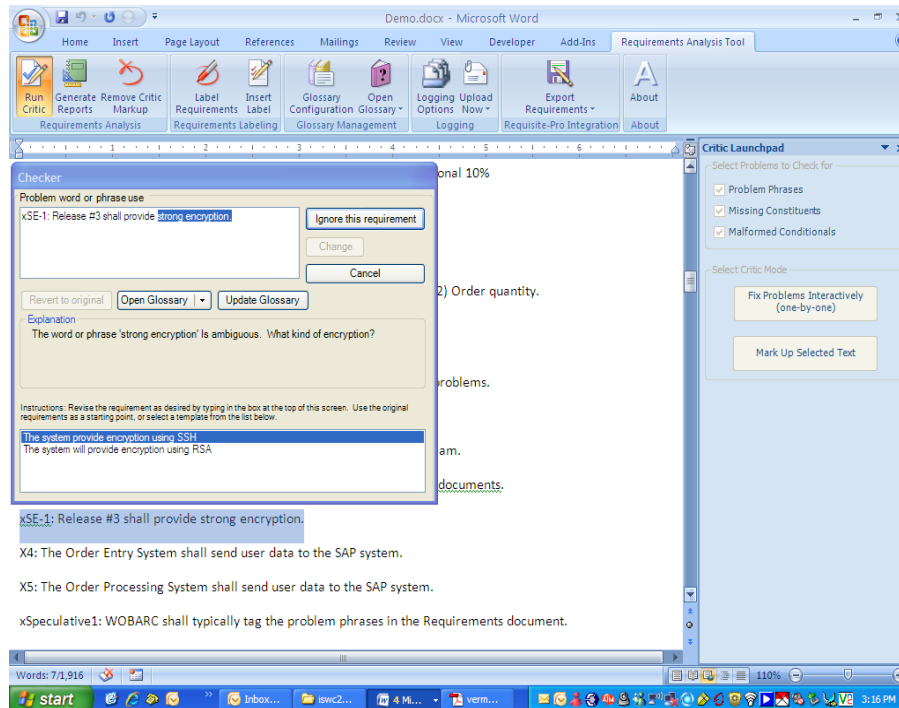 Demo.docx - Microsoft Word
Home Insert Page Layout References Mailings Review View Developer Add-Ins Requirements Analysis Tool
Run Critic
Generate Reports
Remove Critic Markup
Label Requirements
Insert Label
Glossary Configuration
Open Glossary
Logging Options
Upload Now
Export Requirements
About
Requirements Analysis Requirements Labeling Glossary Management Logging Requisite-Pro Integration About
1 2 3 4 5 6
Critic Launchpad
Select Problems to Check for
Problem Phrases
Missing Constituents
Malformed Conditionals
Select Critic Mode
Fix Problems Interactively
(one-by-one)
Mark Up Selected Text
Checker
Problem word or phrase use
xSE-1: Release #3 shall provide strong encryption.
Ignore this requirement
Change
Cancel
Revert to original Open Glossary Update Glossary
Explanation
The word or phrase 'strong encryption' Is ambiguous. What kind of encryption?
Instructions: Revise the requirement as desired by typing in the box at the top of this screen. Use the original
requirements as a starting point, or select a template from the list below.
The system provide encryption using SSH
The system will provide encryption using RSA
onal 10%
2) Order quantity.
problems.
am.
documents.
xSE-1: Release #3 shall provide strong encryption.
X4: The Order Entry System shall send user data to the SAP system.
X5: The Order Processing System shall send user data to the SAP system.
xSpeculative1: WOBARC shall typically tag the problem phrases in the Requirements document.
Words: 7/1,916 110%
start Inbox... iswc2... 4 Mi... verm... 3:16 PM